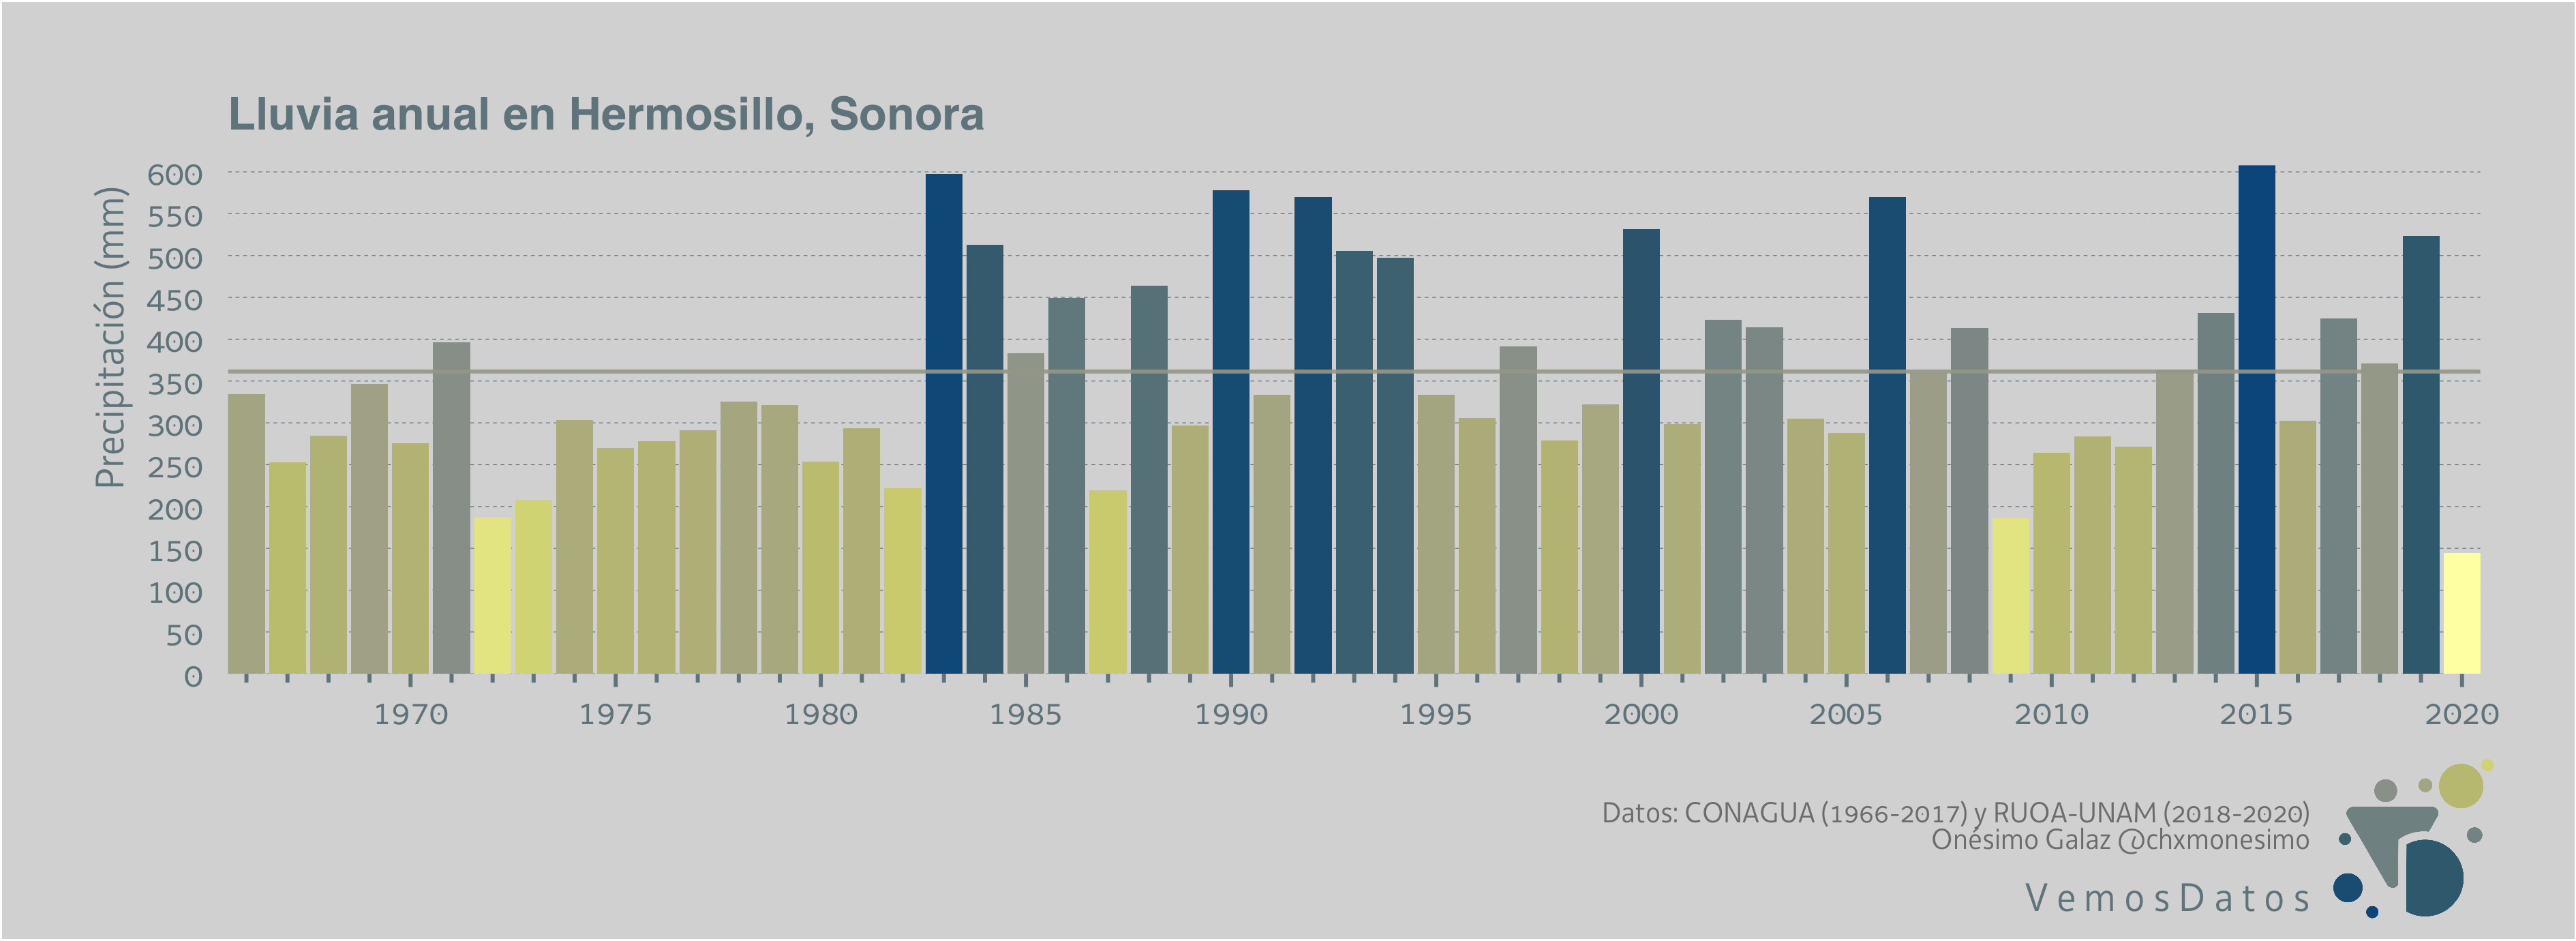 Lluvia anual en Hermosillo, Sonora
Precipitación (mm)
600
550
500
450
400
350
300
250
200
150
100
50
0
1970 1975 1980 1985 1990 1995 2000 2005 2010 2015 2020
Datos: CONAGUA (1966-2017) y RUOA-UNAM (2018-2020)
Onésimo Galaz @chxmonesimo
VemosDatos